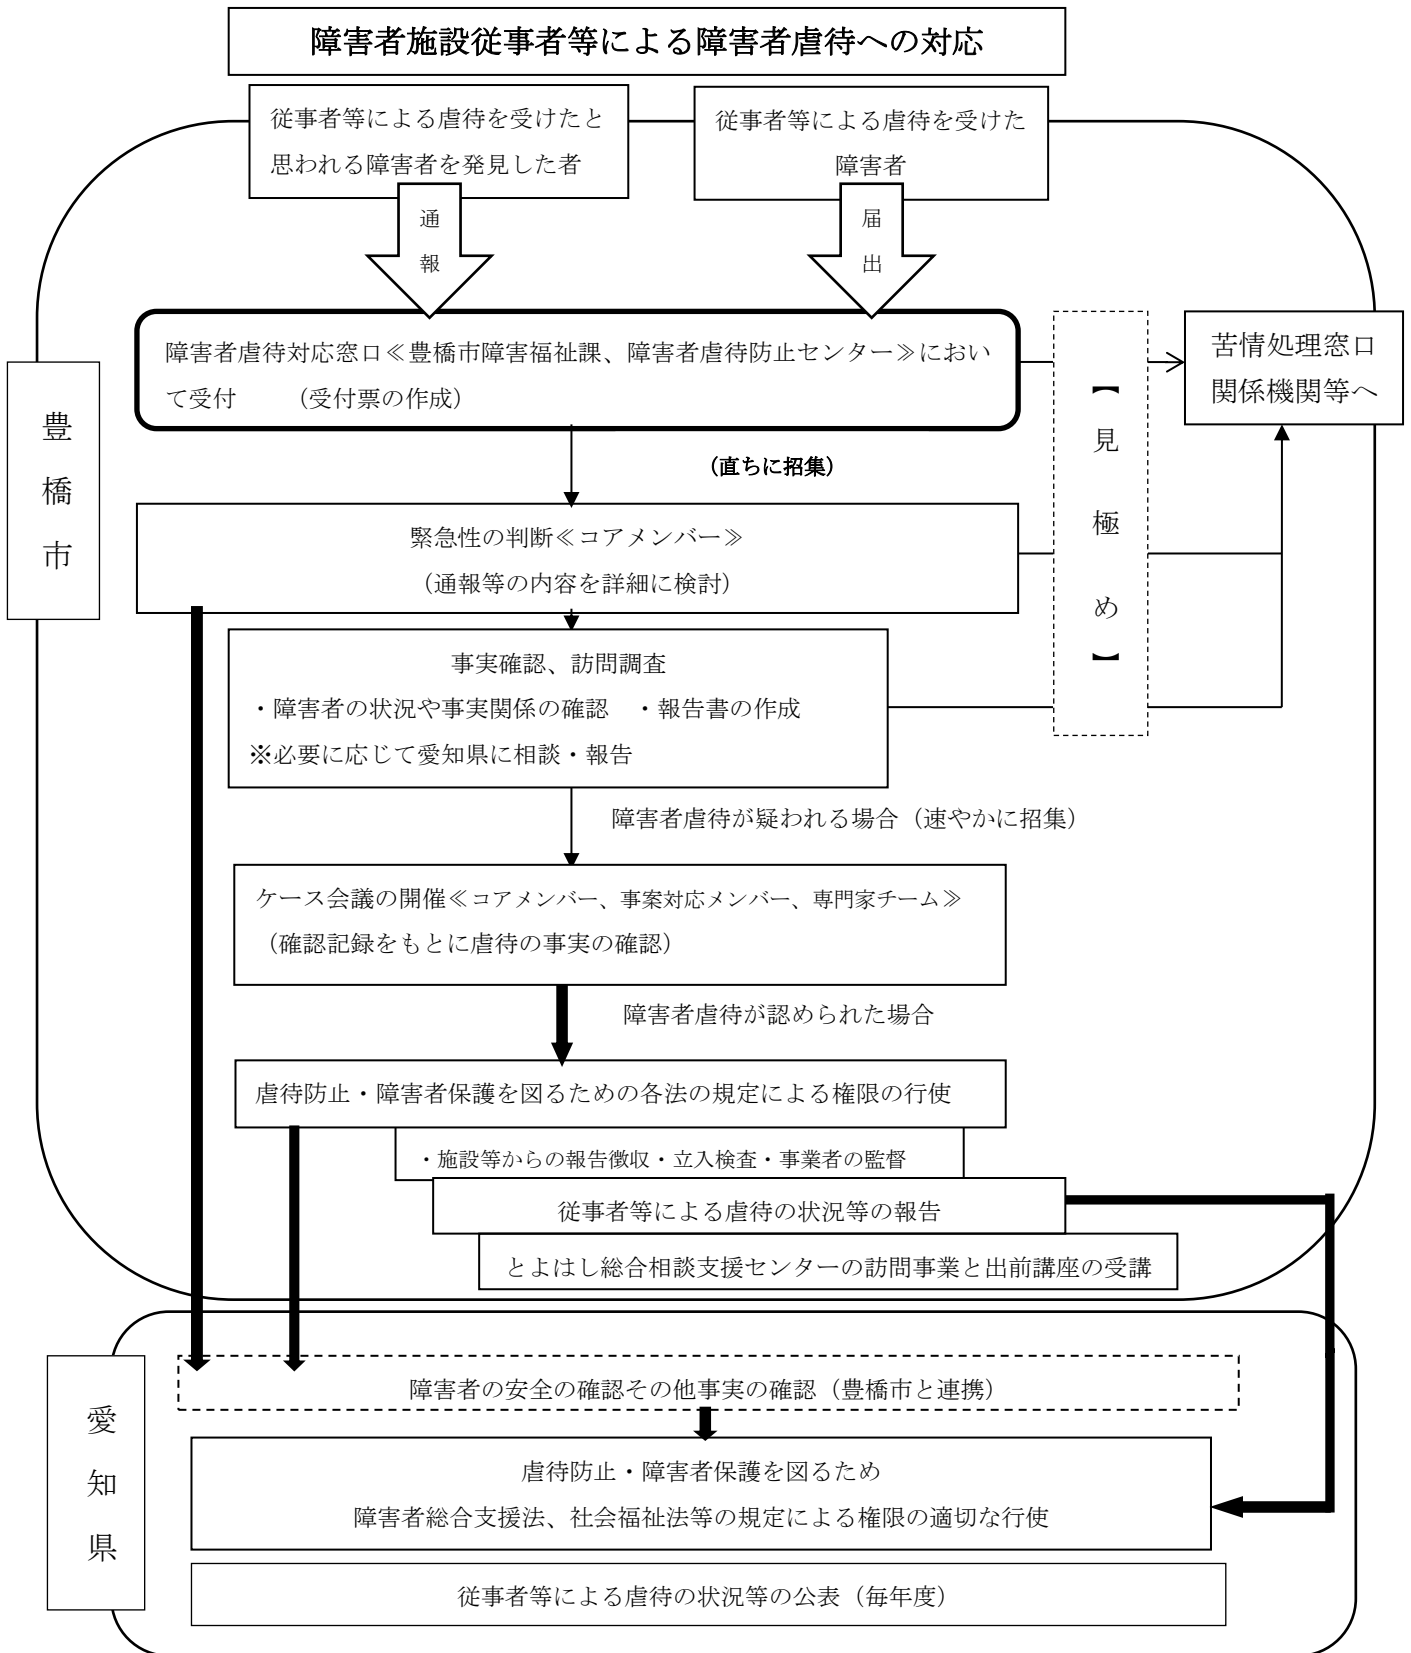 障害者施設従事者等による障害者虐待への対応
従事者等による虐待を受けたと
思われる障害者を発見した者
従事者等による虐待を受けた
障害者
通報
届出
障害者虐待対応窓口≪豊橋市障害福祉課、障害者虐待防止センター≫におい
て受付　　（受付票の作成）
苦情処理窓口
関係機関等へ
【見極め】
豊橋市
（直ちに招集）
緊急性の判断≪コアメンバー≫
（通報等の内容を詳細に検討）
事実確認、訪問調査
・障害者の状況や事実関係の確認　・報告書の作成
※必要に応じて愛知県に相談・報告
障害者虐待が疑われる場合（速やかに招集）
ケース会議の開催≪コアメンバー、事案対応メンバー、専門家チーム≫
（確認記録をもとに虐待の事実の確認）
障害者虐待が認められた場合
虐待防止・障害者保護を図るための各法の規定による権限の行使
・施設等からの報告徴収・立入検査・事業者の監督
従事者等による虐待の状況等の報告
とよはし総合相談支援センターの訪問事業と出前講座の受講
愛知県
障害者の安全の確認その他事実の確認（豊橋市と連携）
虐待防止・障害者保護を図るため
障害者総合支援法、社会福祉法等の規定による権限の適切な行使
従事者等による虐待の状況等の公表（毎年度）